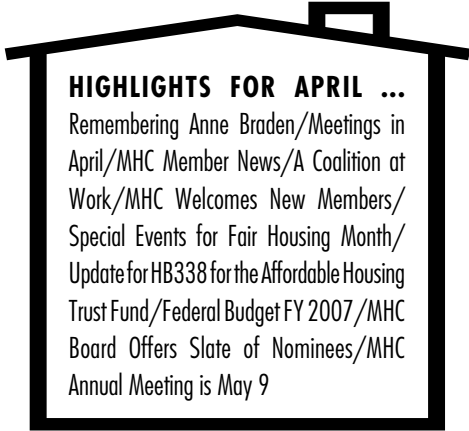 HIGHLIGHTS FOR APRIL ...
Remembering Anne Braden/Meetings in
April/MHC Member News/A Coalition at
Work/MHC Welcomes New Members/
Special Events for Fair Housing Month/
Update for HB338 for the Affordable Housing
Trust Fund/Federal Budget FY 2007/MHC
Board Offers Slate of Nominees/MHC
Annual Meeting is May 9